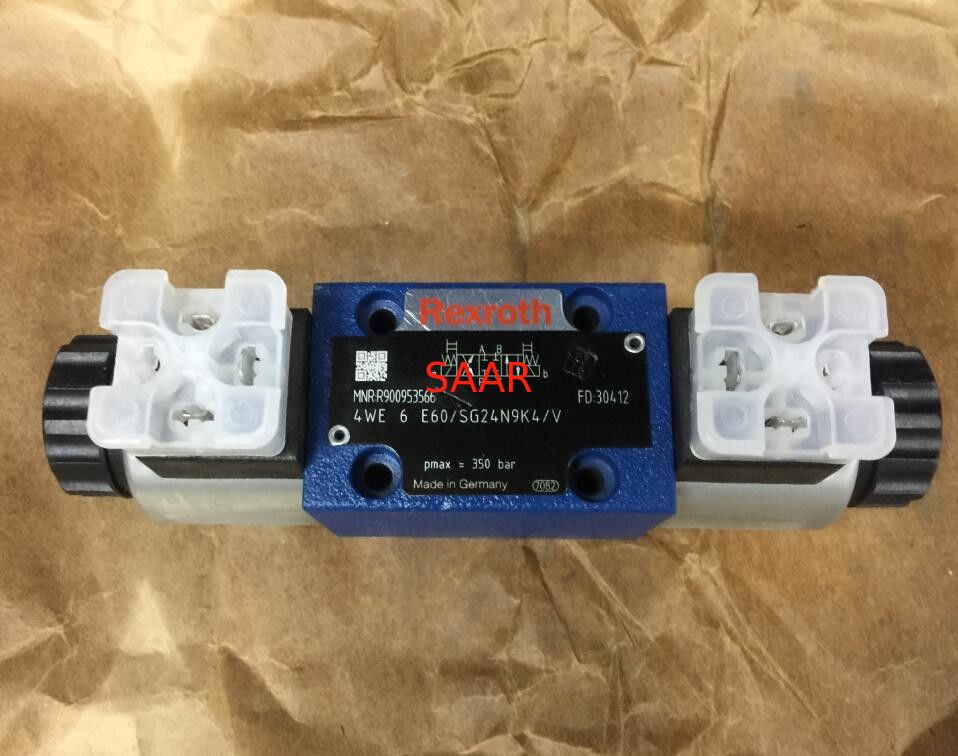 Rexroth
A B
a b
SAAR
MNR:R900953566
FD:30412
4WE 6 E60/SG24N9K4/V
pmax = 350 bar
Made in Germany
7082